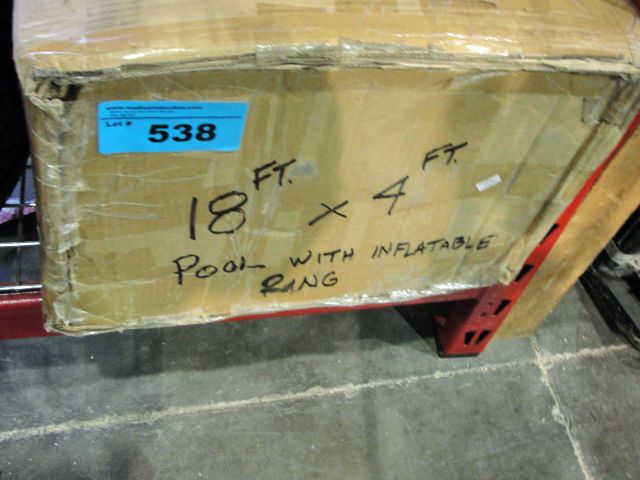 Lot # 538
18 FT. x 4 FT.
POOL WITH INFLATABLE
RING